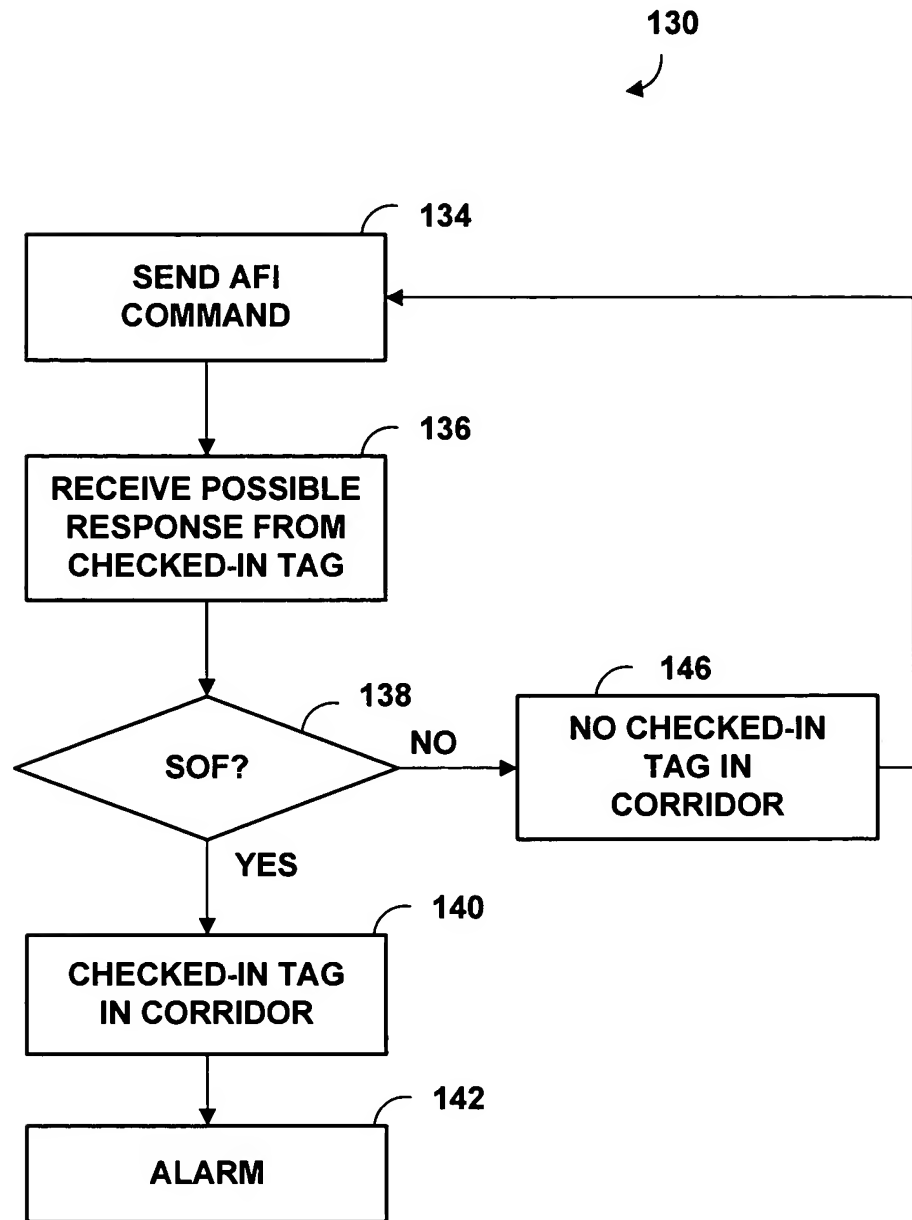 130
134
SEND AFI
COMMAND
136
RECEIVE POSSIBLE
RESPONSE FROM
CHECKED-IN TAG
138
SOF?
NO
146
NO CHECKED-IN
TAG IN
CORRIDOR
YES
140
CHECKED-IN TAG
IN CORRIDOR
142
ALARM